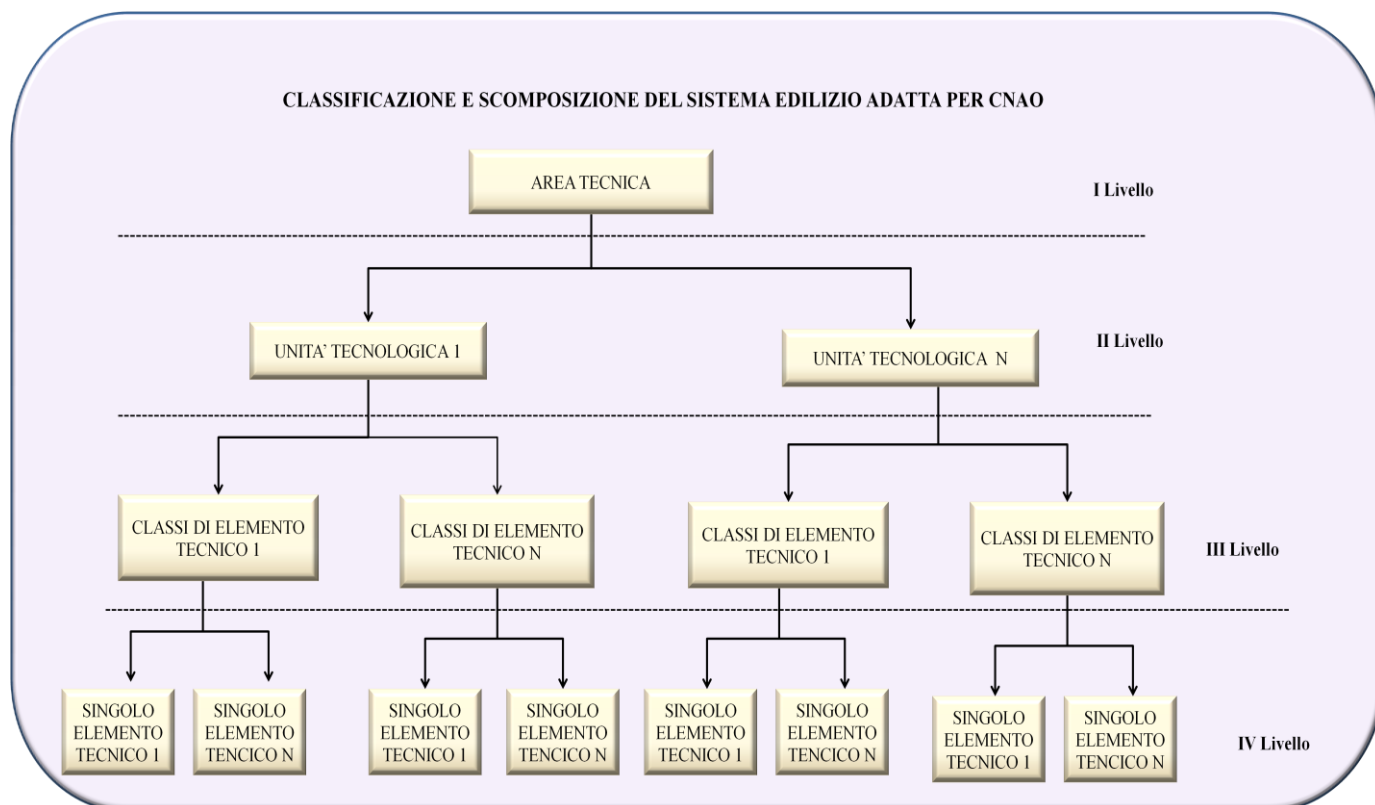 CLASSIFICAZIONE E SCOMPOSIZIONE DEL SISTEMA EDILIZIO ADATTA PER CNAO
AREA TECNICA
I Livello
UNITA' TECNOLOGICA 1
UNITA' TECNOLOGICA N
II Livello
CLASSI DI ELEMENTO
TECNICO 1
CLASSI DI ELEMENTO
TECNICO N
CLASSI DI ELEMENTO
TECNICO 1
CLASSI DI ELEMENTO
TECNICO N
III Livello
SINGOLO
ELEMENTO
TECNICO 1
SINGOLO
ELEMENTO
TENCICO N
SINGOLO
ELEMENTO
TECNICO 1
SINGOLO
ELEMENTO
TENCICO N
SINGOLO
ELEMENTO
TECNICO 1
SINGOLO
ELEMENTO
TENCICO N
SINGOLO
ELEMENTO
TECNICO 1
SINGOLO
ELEMENTO
TENCICO N
IV Livello